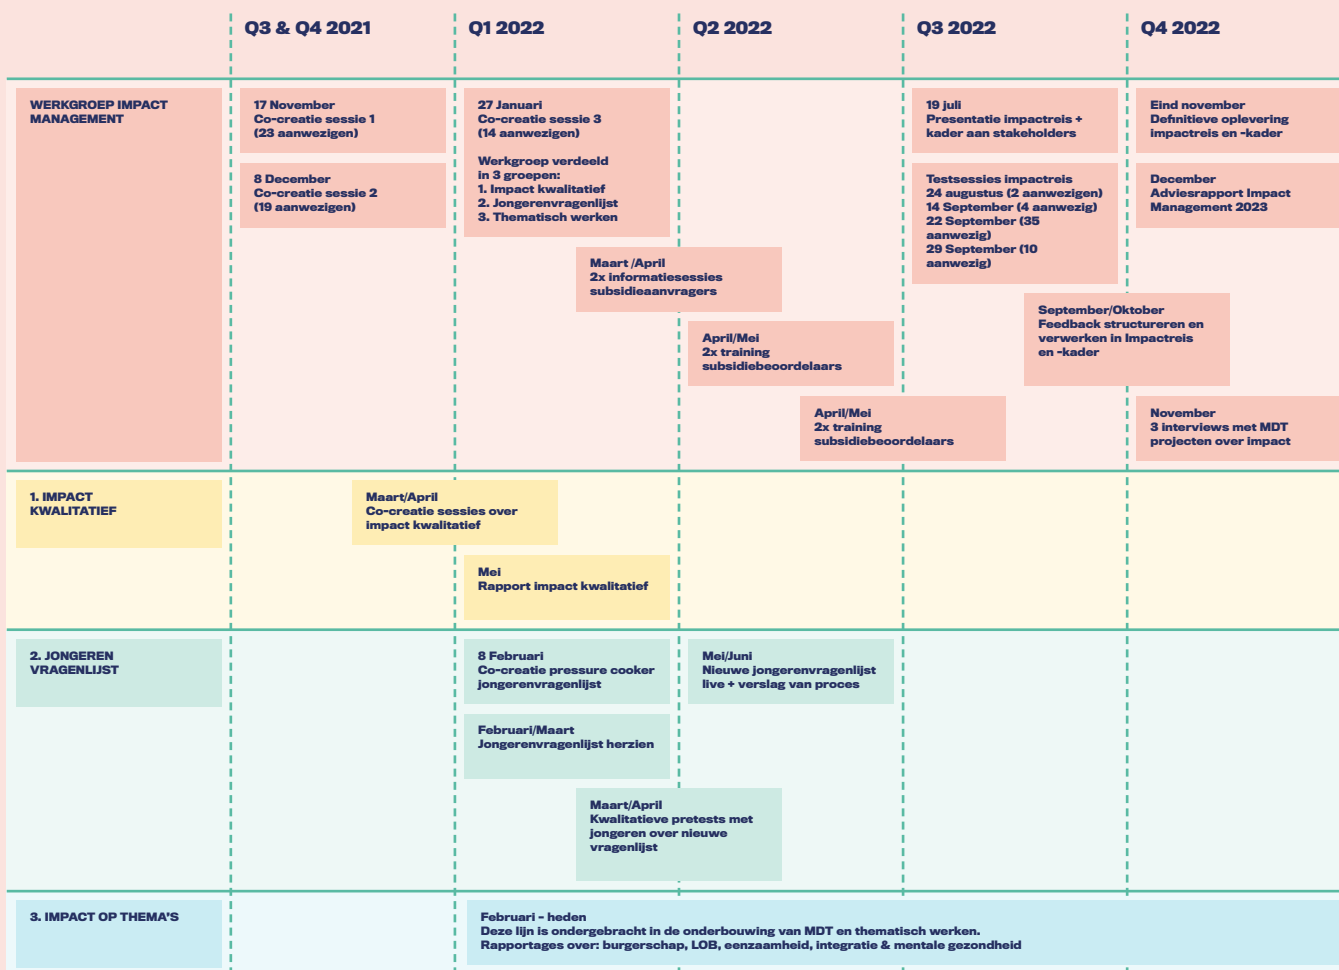 Q3 & Q4 2021
Q1 2022
Q2 2022
Q3 2022
Q4 2022
WERKGROEP IMPACT
MANAGEMENT
17 November
Co-creatie sessie 1
(23 aanwezigen)
8 December
Co-creatie sessie 2
(19 aanwezigen)
27 Januari
Co-creatie sessie 3
(14 aanwezigen)
Werkgroep verdeeld
in 3 groepen:
1. Impact kwalitatief
2. Jongerenvragenlijst
3. Thematisch werken
Maart /April
2x informatiesessies
subsidieaanvragers
April/Mei
2x training
subsidiebeoordelaars
April/Mei
2x training
subsidiebeoordelaars
19 juli
Presentatie impactreis +
kader aan stakeholders
Testsessies impactreis
24 augustus (2 aanwezigen)
14 September (4 aanwezig)
22 September (35
aanwezig)
29 September (10
aanwezig)
September/Oktober
Feedback structureren en
verwerken in Impactreis
en -kader
Eind november
Definitieve oplevering
impactreis en -kader
December
Adviesrapport Impact
Management 2023
November
3 interviews met MDT
projecten over impact
1. IMPACT
KWALITATIEF
Maart/April
Co-creatie sessies over
impact kwalitatief
Mei
Rapport impact kwalitatief
2. JONGEREN
VRAGENLIJST
8 Februari
Co-creatie pressure cooker
jongerenvragenlijst
Februari/Maart
Jongerenvragenlijst herzien
Maart/April
Kwalitatieve pretests met
jongeren over nieuwe
vragenlijst
Mei/Juni
Nieuwe jongerenvragenlijst
live + verslag van proces
3. IMPACT OP THEMA'S
Februari - heden
Deze lijn is ondergebracht in de onderbouwing van MDT en thematisch werken.
Rapportages over: burgerschap, LOB, eenzaamheid, integratie & mentale gezondheid